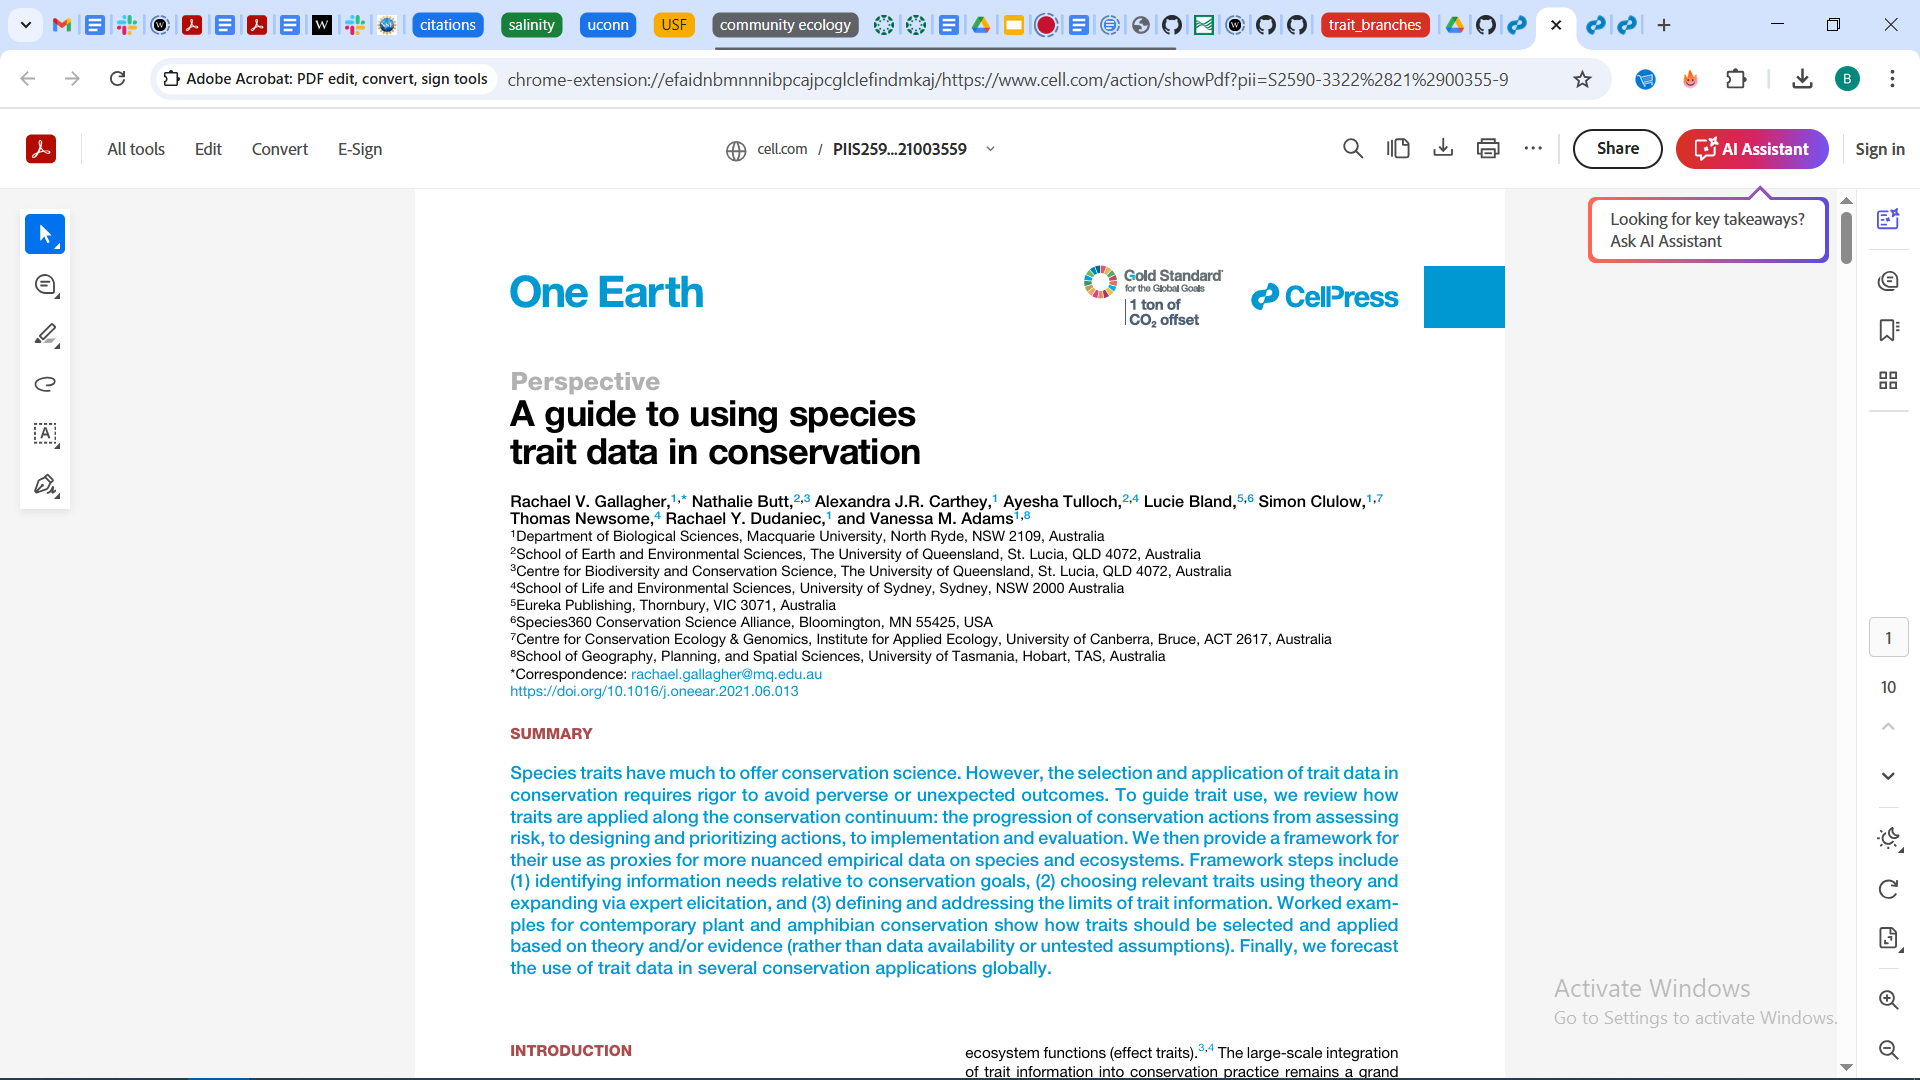 citations
salinity
uconn
USF
community ecology
trait_branches
Adobe Acrobat: PDF edit, convert, sign tools
chrome-extension://efaidnbmnnnibpcajpcglclefindmkaj/https://www.cell.com/action/showPdf?pii=S2590-3322%2821%2900355-9
B
All tools
Edit
Convert
E-Sign
cell.com / PIIS259...21003559
Share
AI Assistant
Sign in
Looking for key takeaways?
Ask AI Assistant
One Earth
Gold Standard
for the Global Goals
1 ton of
CO₂ offset
CellPress
Perspective
A guide to using species
trait data in conservation
Rachael V. Gallagher,1,* Nathalie Butt,2,3 Alexandra J.R. Carthey,1 Ayesha Tulloch,2,4 Lucie Bland,5,6 Simon Clulow,1,7
Thomas Newsome,4 Rachael Y. Dudaniec,1 and Vanessa M. Adams1,8
1Department of Biological Sciences, Macquarie University, North Ryde, NSW 2109, Australia
2School of Earth and Environmental Sciences, The University of Queensland, St. Lucia, QLD 4072, Australia
3Centre for Biodiversity and Conservation Science, The University of Queensland, St. Lucia, QLD 4072, Australia
4School of Life and Environmental Sciences, University of Sydney, Sydney, NSW 2000 Australia
5Eureka Publishing, Thornbury, VIC 3071, Australia
6Species360 Conservation Science Alliance, Bloomington, MN 55425, USA
7Centre for Conservation Ecology & Genomics, Institute for Applied Ecology, University of Canberra, Bruce, ACT 2617, Australia
8School of Geography, Planning, and Spatial Sciences, University of Tasmania, Hobart, TAS, Australia
*Correspondence: rachael.gallagher@mq.edu.au
https://doi.org/10.1016/j.oneear.2021.06.013
SUMMARY
Species traits have much to offer conservation science. However, the selection and application of trait data in
conservation requires rigor to avoid perverse or unexpected outcomes. To guide trait use, we review how
traits are applied along the conservation continuum: the progression of conservation actions from assessing
risk, to designing and prioritizing actions, to implementation and evaluation. We then provide a framework for
their use as proxies for more nuanced empirical data on species and ecosystems. Framework steps include
(1) identifying information needs relative to conservation goals, (2) choosing relevant traits using theory and
expanding via expert elicitation, and (3) defining and addressing the limits of trait information. Worked exam-
ples for contemporary plant and amphibian conservation show how traits should be selected and applied
based on theory and/or evidence (rather than data availability or untested assumptions). Finally, we forecast
the use of trait data in several conservation applications globally.
INTRODUCTION
ecosystem functions (effect traits).3,4 The large-scale integration
of trait information into conservation practice remains a grand
1
10
Activate Windows
Go to Settings to activate Windows.